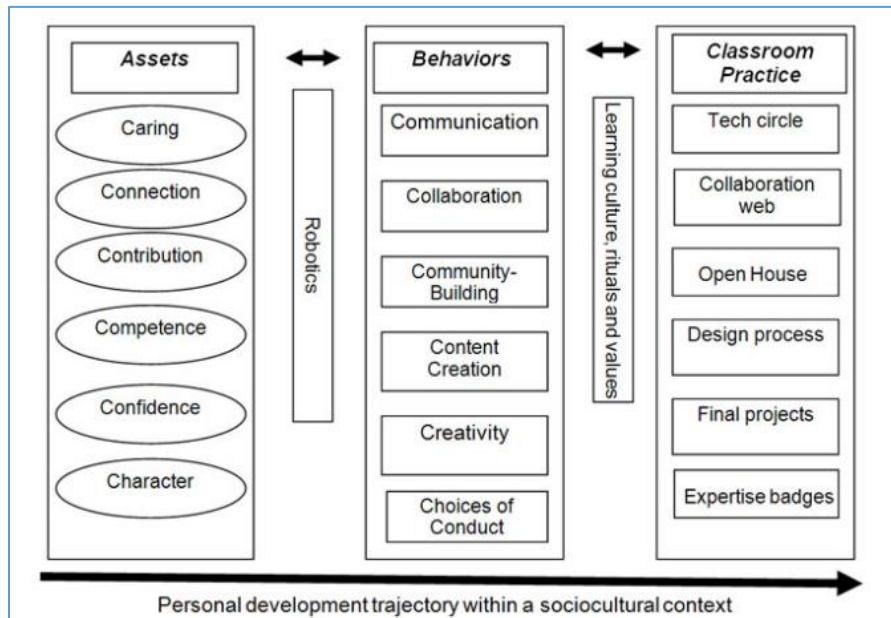 Assets
Caring
Connection
Contribution
Competence
Confidence
Character
Robotics
Behaviors
Communication
Collaboration
Community-
Building
Content
Creation
Creativity
Choices of
Conduct
Learning culture, rituals and values
Classroom
Practice
Tech circle
Collaboration
web
Open House
Design process
Final projects
Expertise badges
Personal development trajectory within a sociocultural context